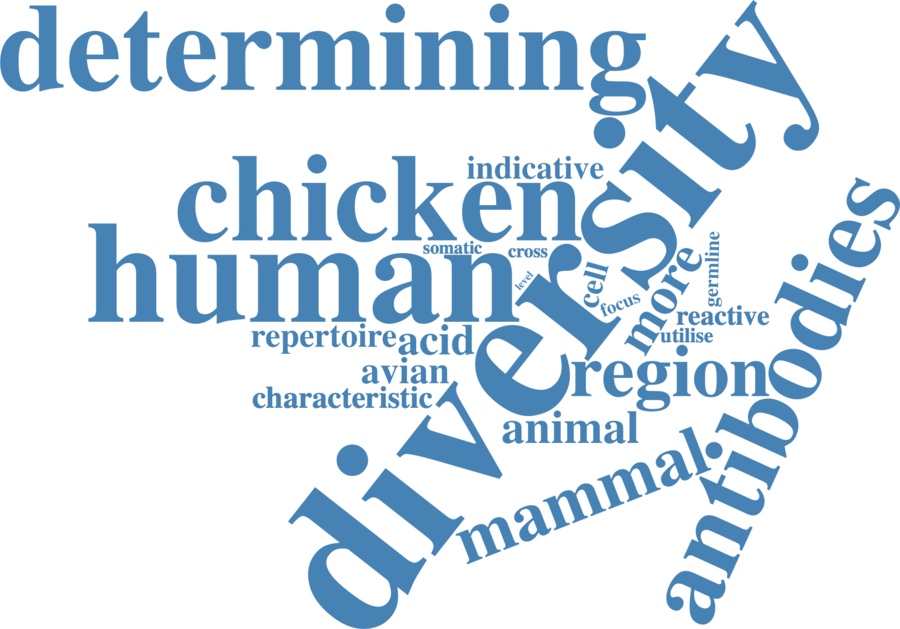 determining
diversity
indicative
chicken
human
somatic
cross
level
cell
focus
more
germline
antibodies
reactive
utilise
repertoire
acid
region
avian
characteristic
animal
mammal